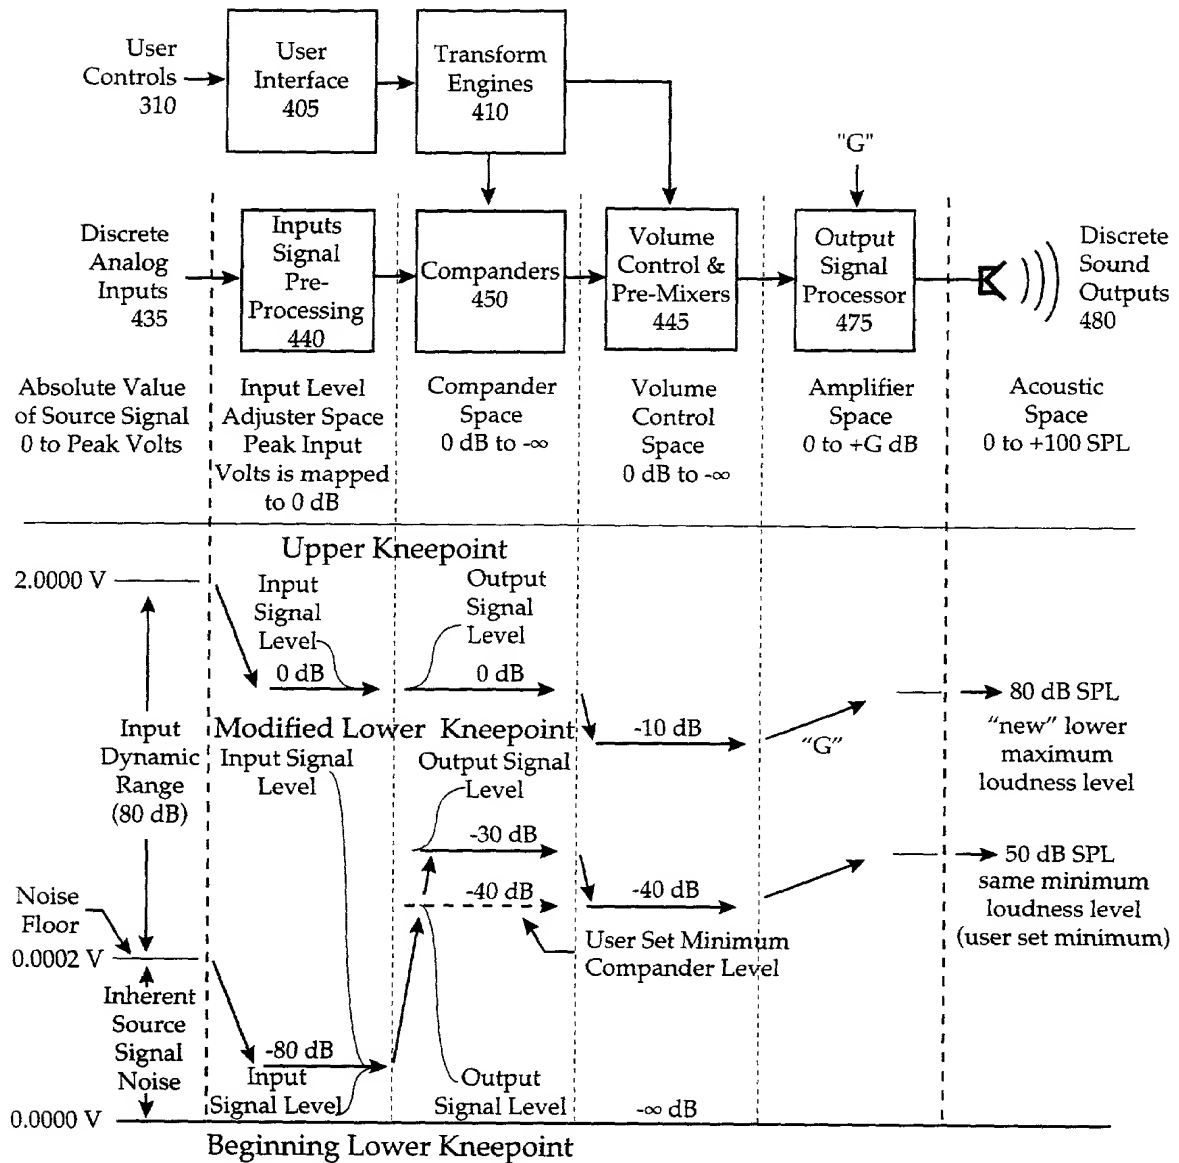 User
Controls
310
User
Interface
405
Transform
Engines
410
"G"
Discrete
Analog
Inputs
435
Inputs
Signal
Pre-
Processing
440
Companders
450
Volume
Control &
Pre-Mixers
445
Output
Signal
Processor
475
Discrete
Sound
Outputs
480
Absolute Value
of Source Signal
0 to Peak Volts
Input Level
Adjuster Space
Peak Input
Volts is mapped
to 0 dB
Compander
Space
0 dB to -∞
Volume
Control
Space
0 dB to -∞
Amplifier
Space
0 to +G dB
Acoustic
Space
0 to +100 SPL
Upper Kneepoint
2.0000 V
Input
Signal
Level
0 dB
Output
Signal
Level
0 dB
-10 dB
"G"
80 dB SPL
"new" lower
maximum
loudness level
Input
Dynamic
Range
(80 dB)
Modified Lower Kneepoint
Input Signal
Level
Output Signal
Level
-30 dB
-40 dB
-40 dB
50 dB SPL
same minimum
loudness level
(user set minimum)
User Set Minimum
Compander Level
Noise
Floor
0.0002 V
Inherent
Source
Signal
Noise
-80 dB
Input
Signal Level
Output
Signal Level
-∞ dB
0.0000 V
Beginning Lower Kneepoint